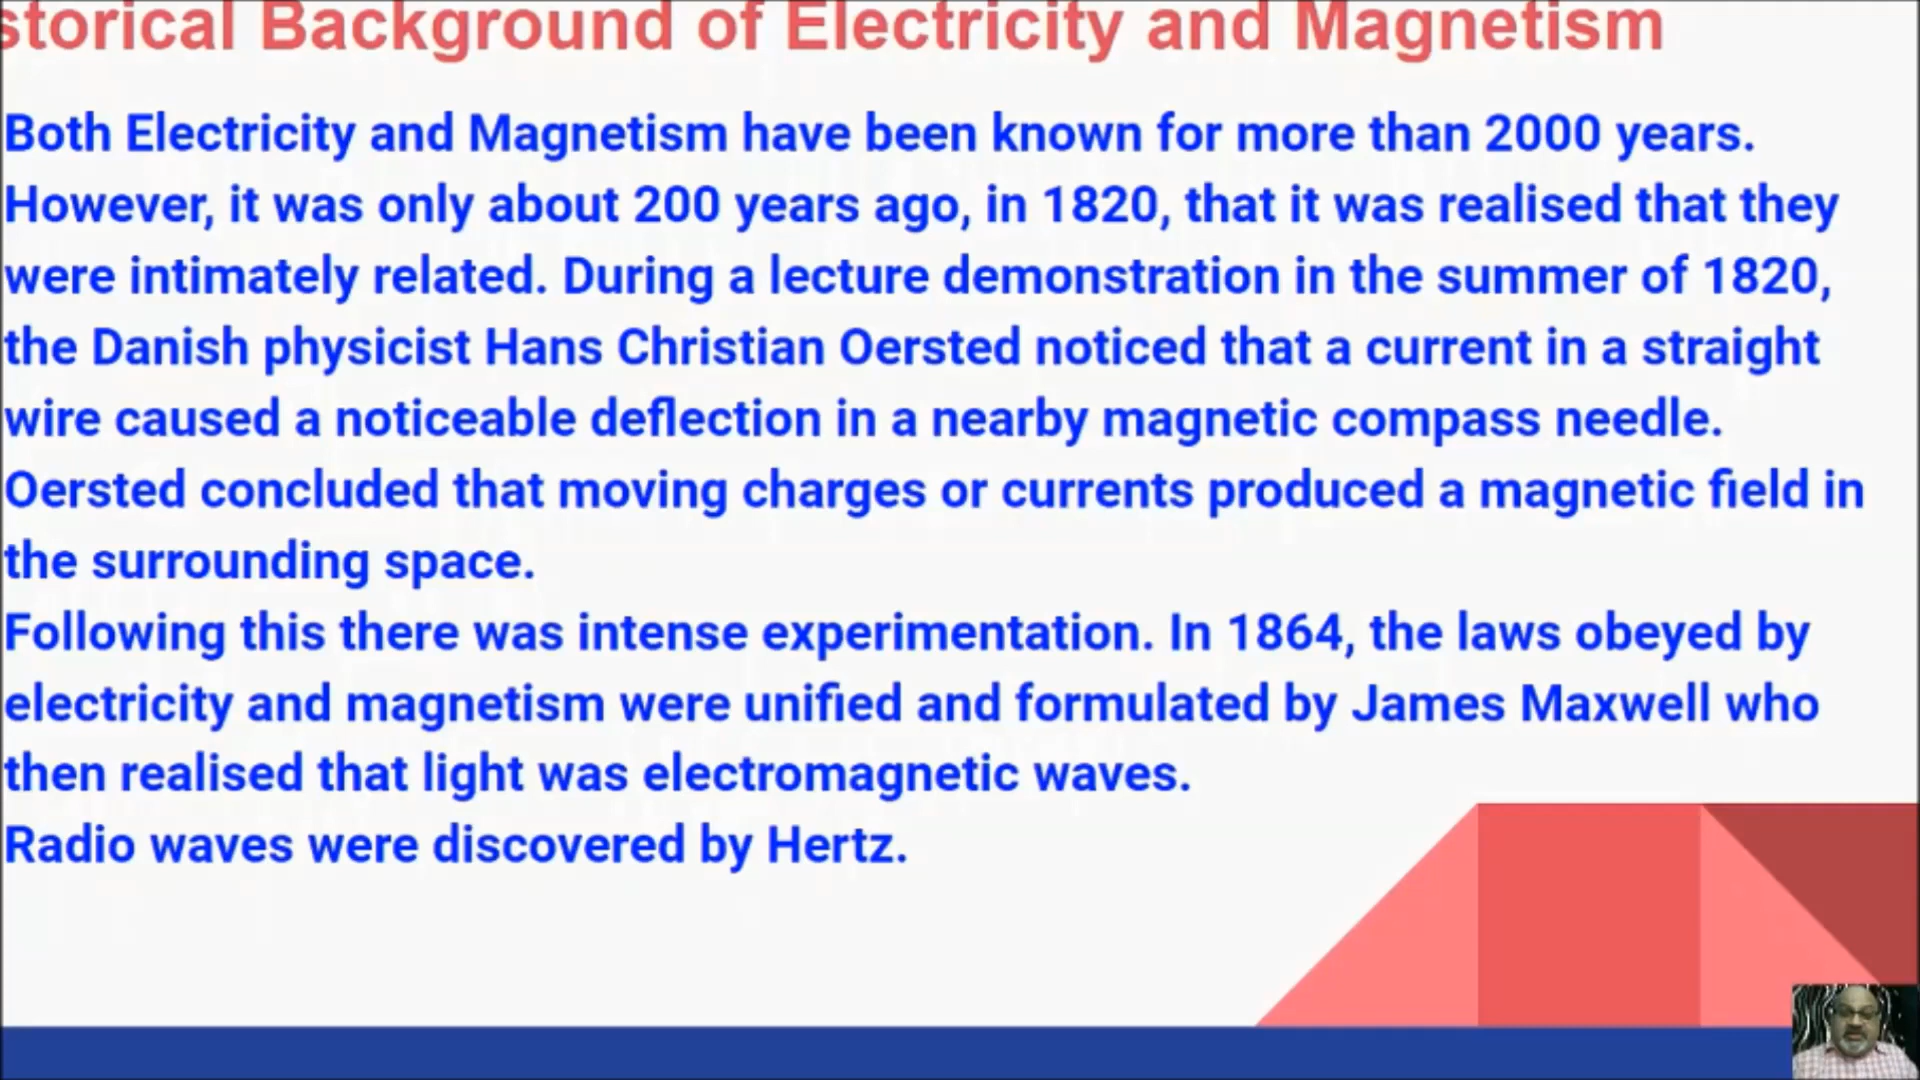 storical Background of Electricity and Magnetism
Both Electricity and Magnetism have been known for more than 2000 years.
However, it was only about 200 years ago, in 1820, that it was realised that they
were intimately related. During a lecture demonstration in the summer of 1820,
the Danish physicist Hans Christian Oersted noticed that a current in a straight
wire caused a noticeable deflection in a nearby magnetic compass needle.
Oersted concluded that moving charges or currents produced a magnetic field in
the surrounding space.
Following this there was intense experimentation. In 1864, the laws obeyed by
electricity and magnetism were unified and formulated by James Maxwell who
then realised that light was electromagnetic waves.
Radio waves were discovered by Hertz.